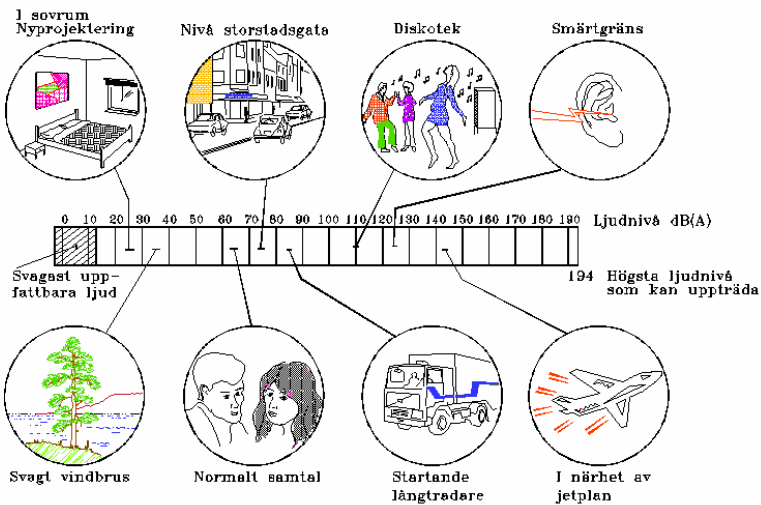 I sovrum
Nyprojektering
Nivå storstadsgata
Diskotek
Smärtgräns
0 10 20 30 40 50 60 70 80 90 100 110 120 130 140 150 160 170 180 190
Ljudnivå dB(A)
Svagast upp-
fattbara ljud
194 Högsta ljudnivå
som kan uppträda
Svagt vindbrus
Normalt samtal
Startande
långtradare
I närhet av
jetplan